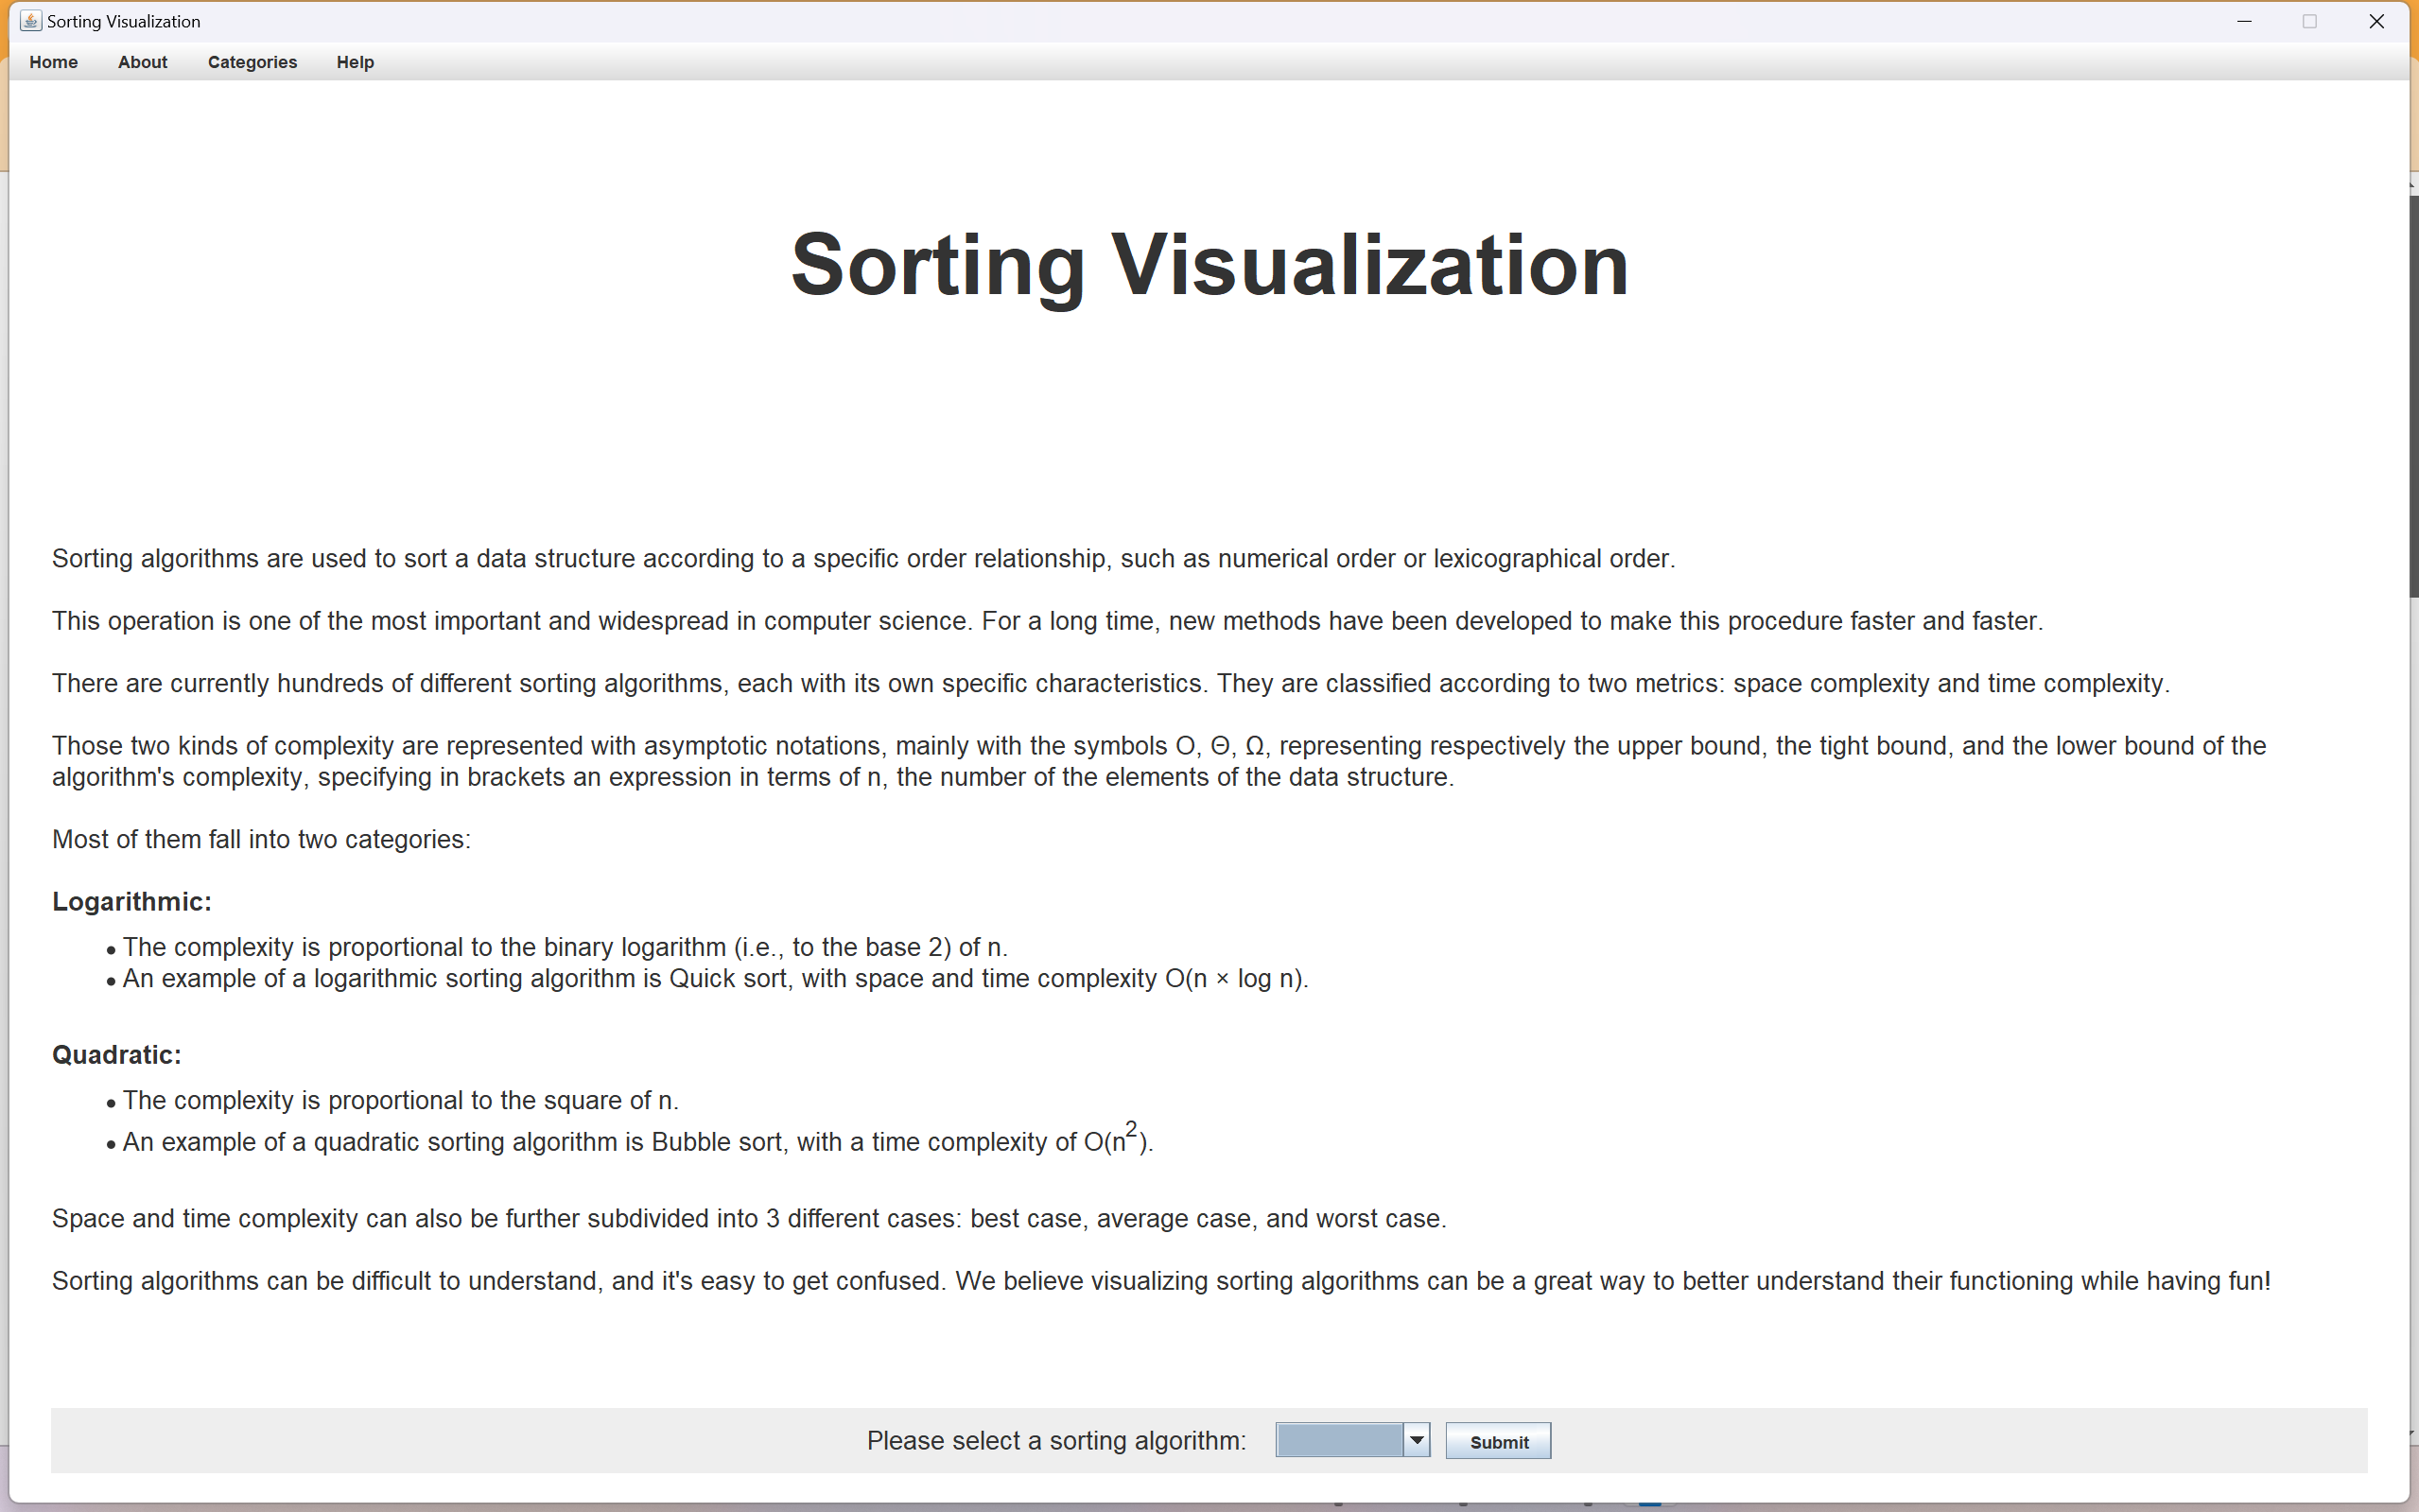 Sorting Visualization
Home About Categories Help
Sorting Visualization
Sorting algorithms are used to sort a data structure according to a specific order relationship, such as numerical order or lexicographical order.
This operation is one of the most important and widespread in computer science. For a long time, new methods have been developed to make this procedure faster and faster.
There are currently hundreds of different sorting algorithms, each with its own specific characteristics. They are classified according to two metrics: space complexity and time complexity.
Those two kinds of complexity are represented with asymptotic notations, mainly with the symbols O, Θ, Ω, representing respectively the upper bound, the tight bound, and the lower bound of the
algorithm's complexity, specifying in brackets an expression in terms of n, the number of the elements of the data structure.
Most of them fall into two categories:
Logarithmic:
• The complexity is proportional to the binary logarithm (i.e., to the base 2) of n.
• An example of a logarithmic sorting algorithm is Quick sort, with space and time complexity O(n × log n).
Quadratic:
• The complexity is proportional to the square of n.
• An example of a quadratic sorting algorithm is Bubble sort, with a time complexity of O(n²).
Space and time complexity can also be further subdivided into 3 different cases: best case, average case, and worst case.
Sorting algorithms can be difficult to understand, and it's easy to get confused. We believe visualizing sorting algorithms can be a great way to better understand their functioning while having fun!
Please select a sorting algorithm: Submit